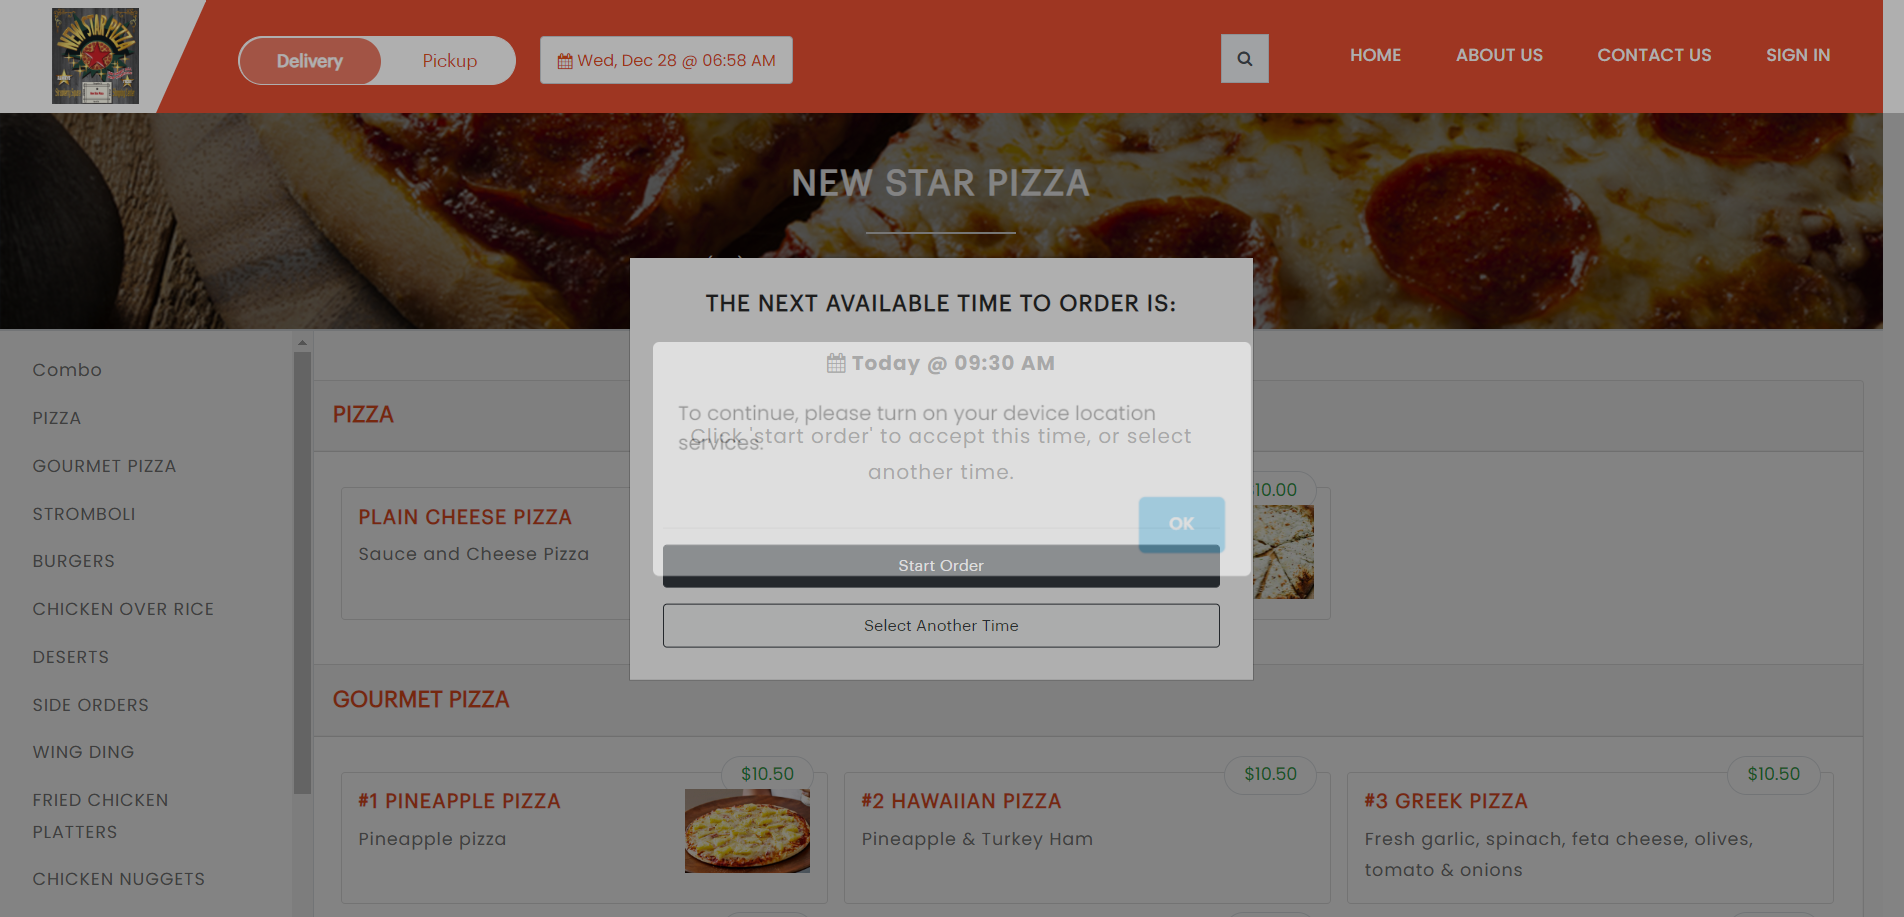 NEW STAR PIZZA
Delivery
Pickup
Wed, Dec 28 @ 06:58 AM
HOME
ABOUT US
CONTACT US
SIGN IN
NEW STAR PIZZA
THE NEXT AVAILABLE TIME TO ORDER IS:
Today @ 09:30 AM
To continue, please turn on your device location
services.
Click 'start order' to accept this time, or select
another time.
OK
Start Order
Select Another Time
Combo
PIZZA
GOURMET PIZZA
STROMBOLI
BURGERS
CHICKEN OVER RICE
DESERTS
SIDE ORDERS
WING DING
FRIED CHICKEN
PLATTERS
CHICKEN NUGGETS
PIZZA
PLAIN CHEESE PIZZA
Sauce and Cheese Pizza
10.00
GOURMET PIZZA
$10.50
#1 PINEAPPLE PIZZA
Pineapple pizza
$10.50
#2 HAWAIIAN PIZZA
Pineapple & Turkey Ham
$10.50
#3 GREEK PIZZA
Fresh garlic, spinach, feta cheese, olives,
tomato & onions